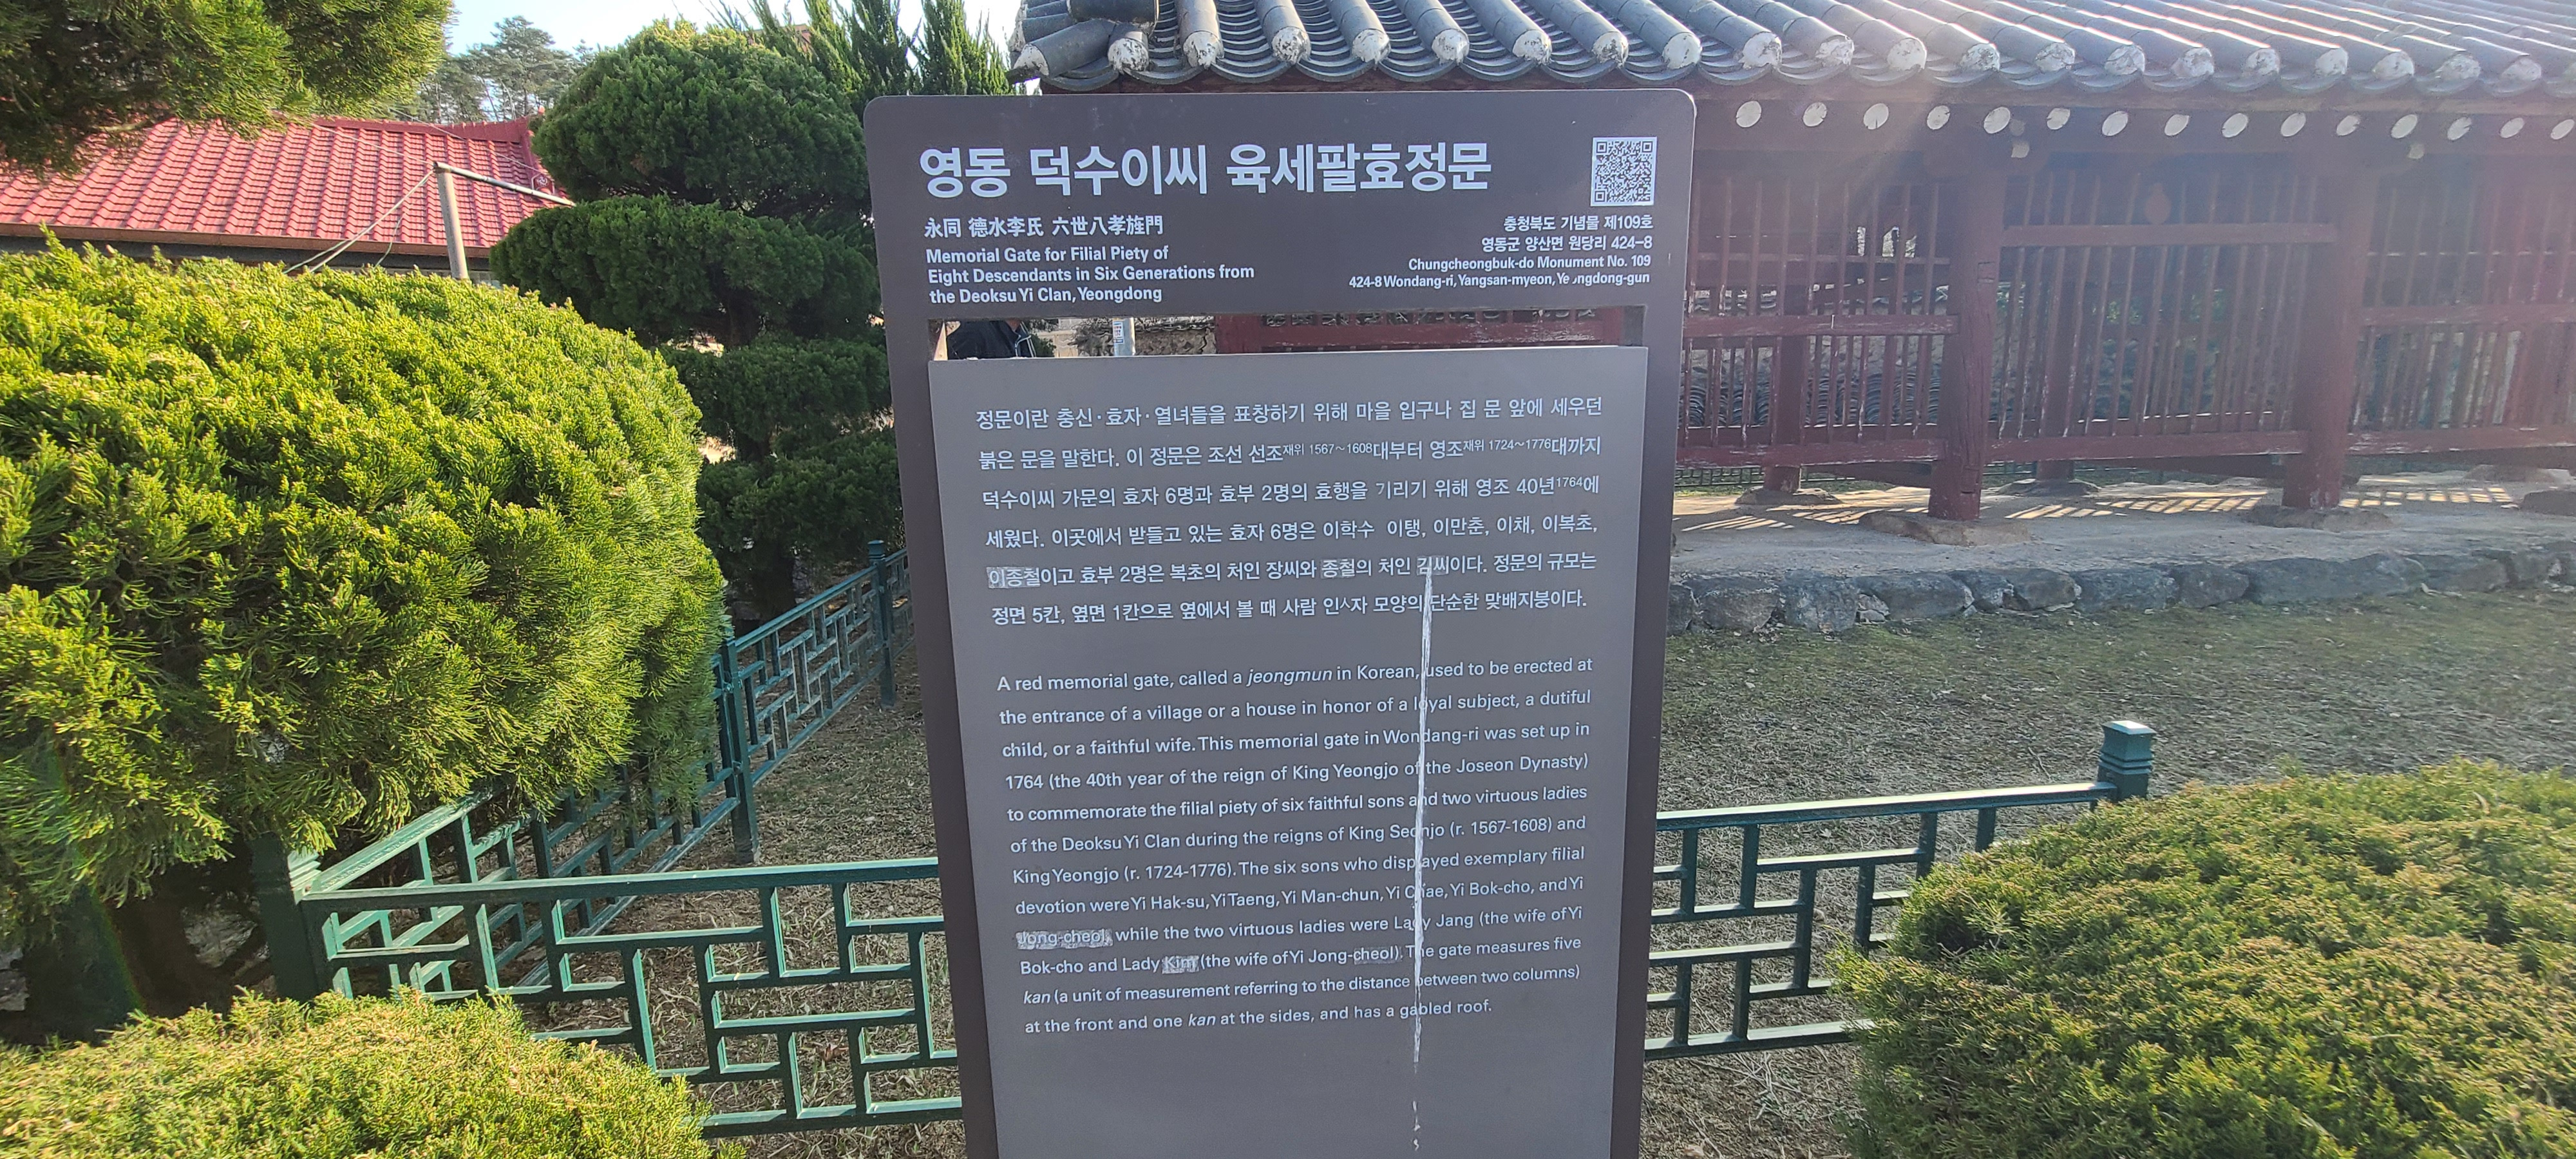 영동 덕수이씨 육세팔효정문
永同 德水李氏 六世八孝旌門
Memorial Gate for Filial Piety of
Eight Descendants in Six Generations from
the Deoksu Yi Clan, Yeongdong
충청북도 기념물 제109호
영동군 양산면 원당리 424-8
Chungcheongbuk-do Monument No. 109
424-8 Wondang-ri, Yangsan-myeon, Yeongdong-gun
정문이란 충신·효자·열녀들을 표창하기 위해 마을 입구나 집 문 앞에 세우던
붉은 문을 말한다. 이 정문은 조선 선조재위 1567~1608대부터 영조재위 1724~1776대까지
덕수이씨 가문의 효자 6명과 효부 2명의 효행을 기리기 위해 영조 40년1764에
세웠다. 이곳에서 받들고 있는 효자 6명은 이학수 이탱, 이만춘, 이채, 이복초,
이종철이고 효부 2명은 복초의 처인 장씨와 종철의 처인 김씨이다. 정문의 규모는
정면 5칸, 옆면 1칸으로 옆에서 볼 때 사람 인ㅅ자 모양의 단순한 맞배지붕이다.
A red memorial gate, called a jeongmun in Korean, used to be erected at
the entrance of a village or a house in honor of a loyal subject, a dutiful
child, or a faithful wife. This memorial gate in Wondang-ri was set up in
1764 (the 40th year of the reign of King Yeongjo of the Joseon Dynasty)
to commemorate the filial piety of six faithful sons and two virtuous ladies
of the Deoksu Yi Clan during the reigns of King Seonjo (r. 1567-1608) and
King Yeongjo (r. 1724-1776). The six sons who displayed exemplary filial
devotion were Yi Hak-su, Yi Taeng, Yi Man-chun, Yi Chae, Yi Bok-cho, and Yi
Jong-cheol, while the two virtuous ladies were Lady Jang (the wife of Yi
Bok-cho and Lady Kim (the wife of Yi Jong-cheol). The gate measures five
kan (a unit of measurement referring to the distance between two columns)
at the front and one kan at the sides, and has a gabled roof.